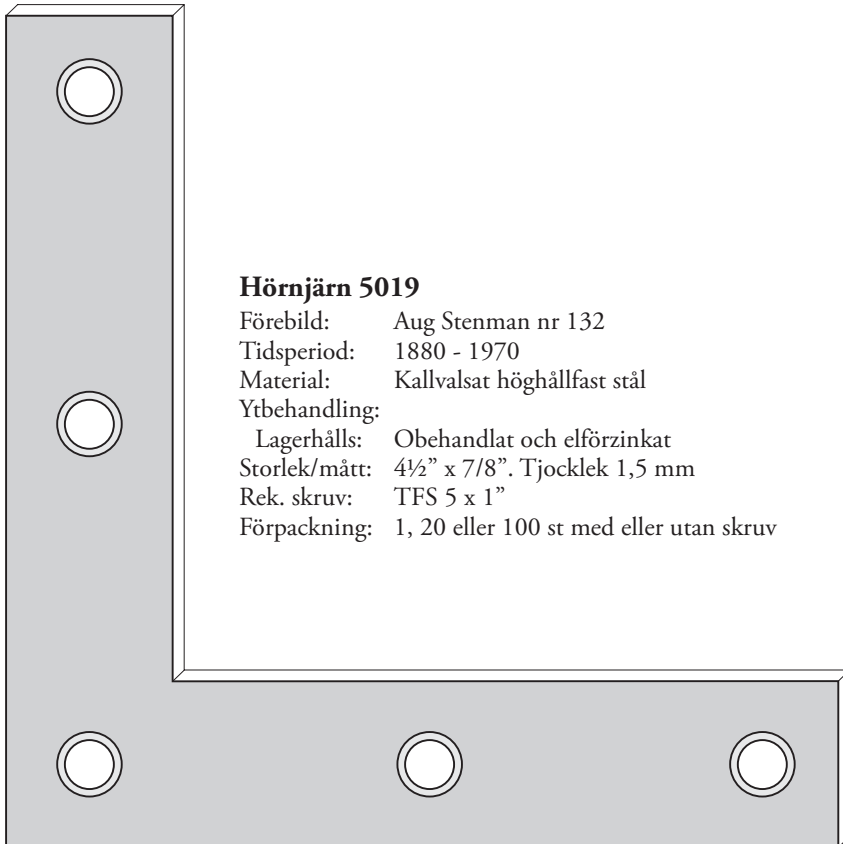 Hörnjärn 5019
Förebild: Aug Stenman nr 132
Tidsperiod: 1880 - 1970
Material: Kallvalsat höghållfast stål
Ytbehandling:
Lagerhålls: Obehandlat och elförzinkat
Storlek/mått: 4½” x 7/8”. Tjocklek 1,5 mm
Rek. skruv: TFS 5 x 1”
Förpackning: 1, 20 eller 100 st med eller utan skruv